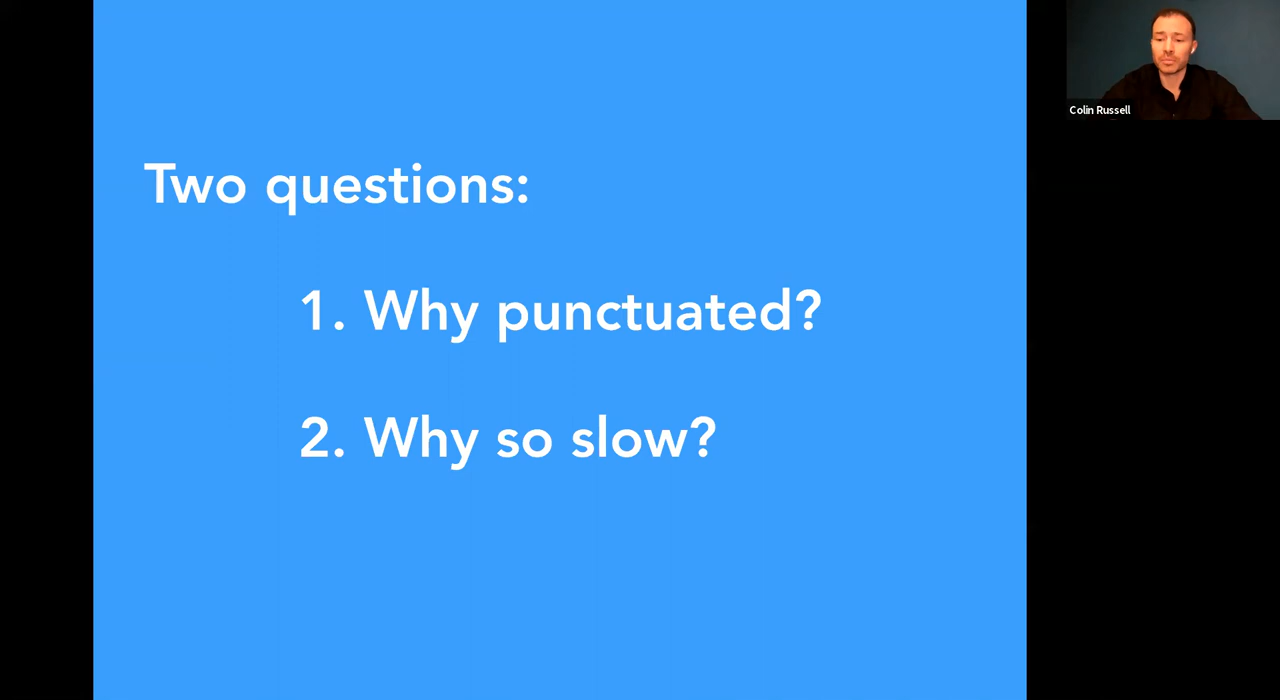 Two questions:
1. Why punctuated?
2. Why so slow?
Colin Russell